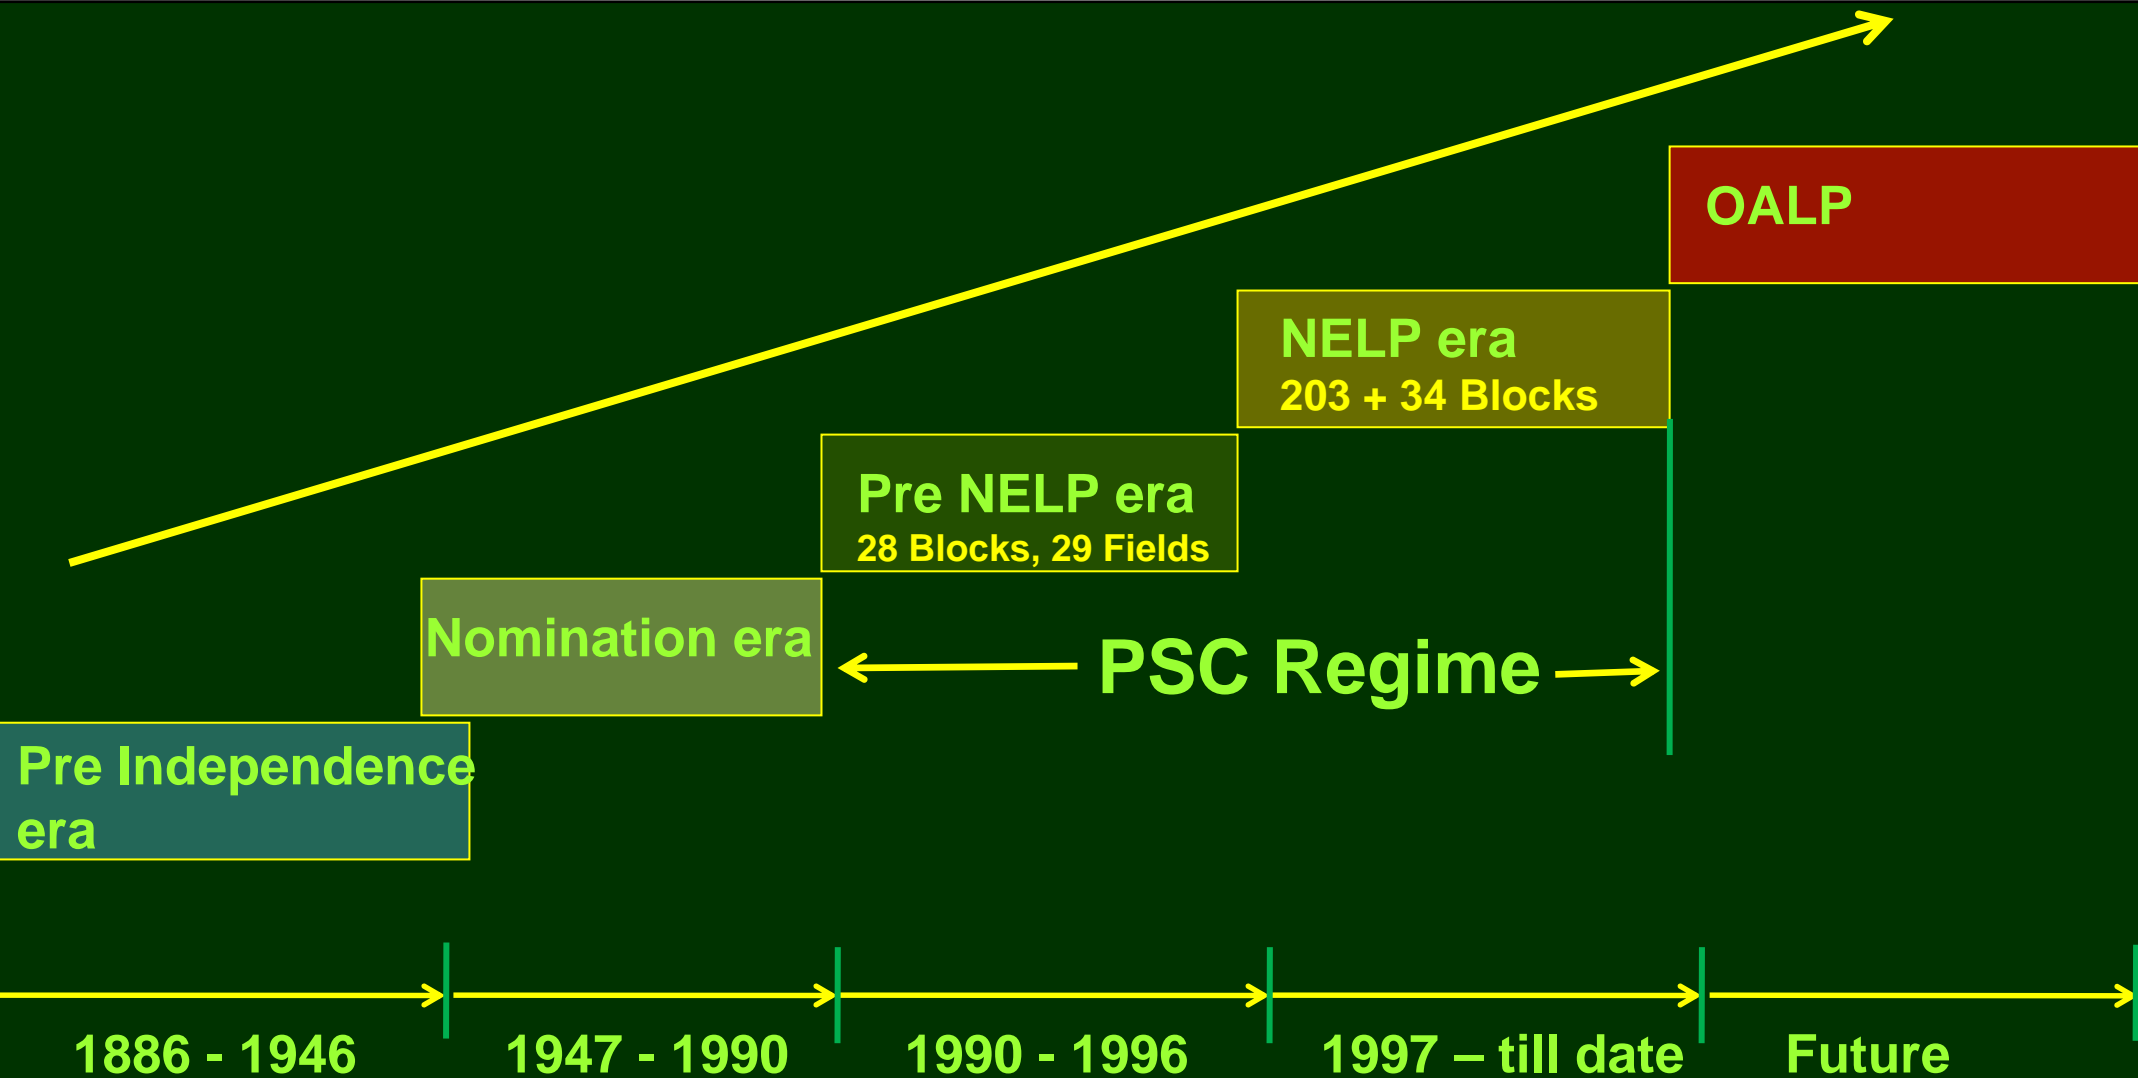 OALP
NELP era
203 + 34 Blocks
Pre NELP era
28 Blocks, 29 Fields
Nomination era
PSC Regime
Pre Independence
era
1886 - 1946
1947 - 1990
1990 - 1996
1997 – till date
Future